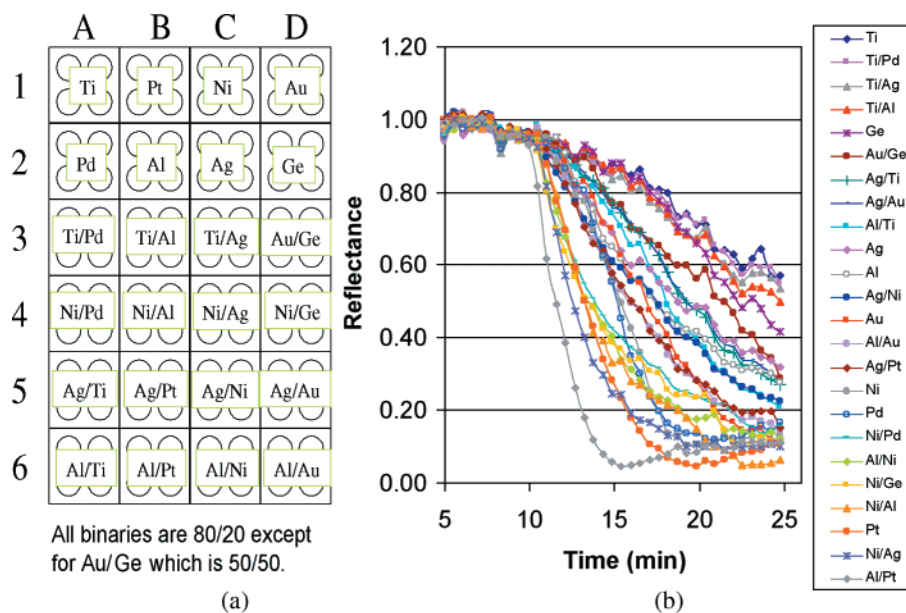 (a)
A B C D
1 Ti Pt Ni Au
2 Pd Al Ag Ge
3 Ti/Pd Ti/Al Ti/Ag Au/Ge
4 Ni/Pd Ni/Al Ni/Ag Ni/Ge
5 Ag/Ti Ag/Pt Ag/Ni Ag/Au
6 Al/Ti Al/Pt Al/Ni Al/Au
All binaries are 80/20 except
for Au/Ge which is 50/50.
(a)
(b)
1.20
1.00
0.80
0.60
0.40
0.20
0.00
Reflectance
5 10 15 20 25
Time (min)
Ti
Ti/Pd
Ti/Ag
Ti/Al
Ge
Au/Ge
Ag/Ti
Ag/Au
Al/Ti
Ag
Al
Ag/Ni
Au
Al/Au
Ag/Pt
Ni
Pd
Ni/Pd
Al/Ni
Ni/Ge
Ni/Al
Pt
Ni/Ag
Al/Pt
(b)